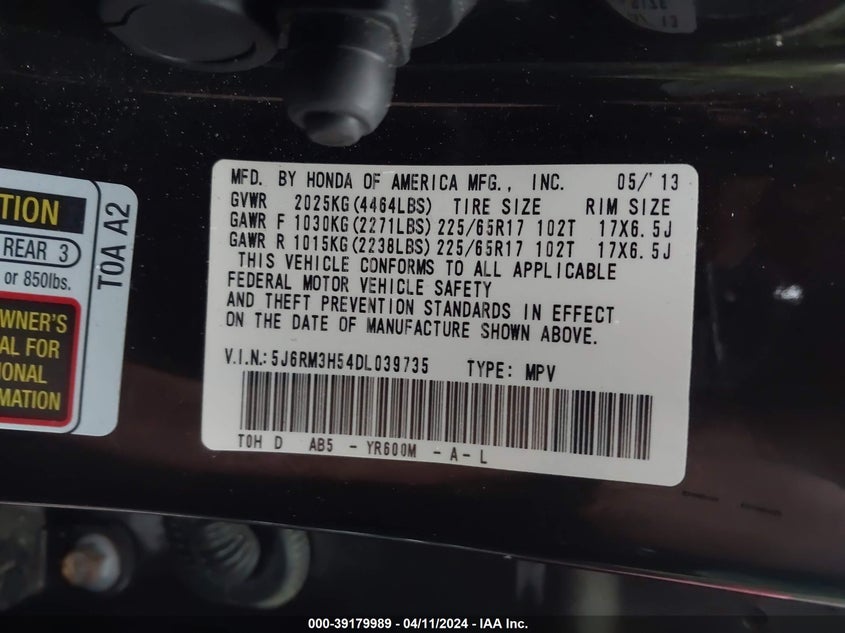 MFD. BY HONDA OF AMERICA MFG., INC. 05/'13
GVWR 2025KG(4464LBS) TIRE SIZE RIM SIZE
GAWR F 1030KG(2271LBS) 225/65R17 102T 17X6.5J
GAWR R 1015KG(2238LBS) 225/65R17 102T 17X6.5J
THIS VEHICLE CONFORMS TO ALL APPLICABLE
FEDERAL MOTOR VEHICLE SAFETY
AND THEFT PREVENTION STANDARDS IN EFFECT
ON THE DATE OF MANUFACTURE SHOWN ABOVE.
V.I.N.: 5J6RM3H54DL039735 TYPE: MPV
T0H D AB5 - YR600M - A - L
TION
REAR 3
or 850lbs.
WNER'S
AL FOR
IONAL
MATION
T0A A2
13
000-39179989 - 04/11/2024 - IAA Inc.